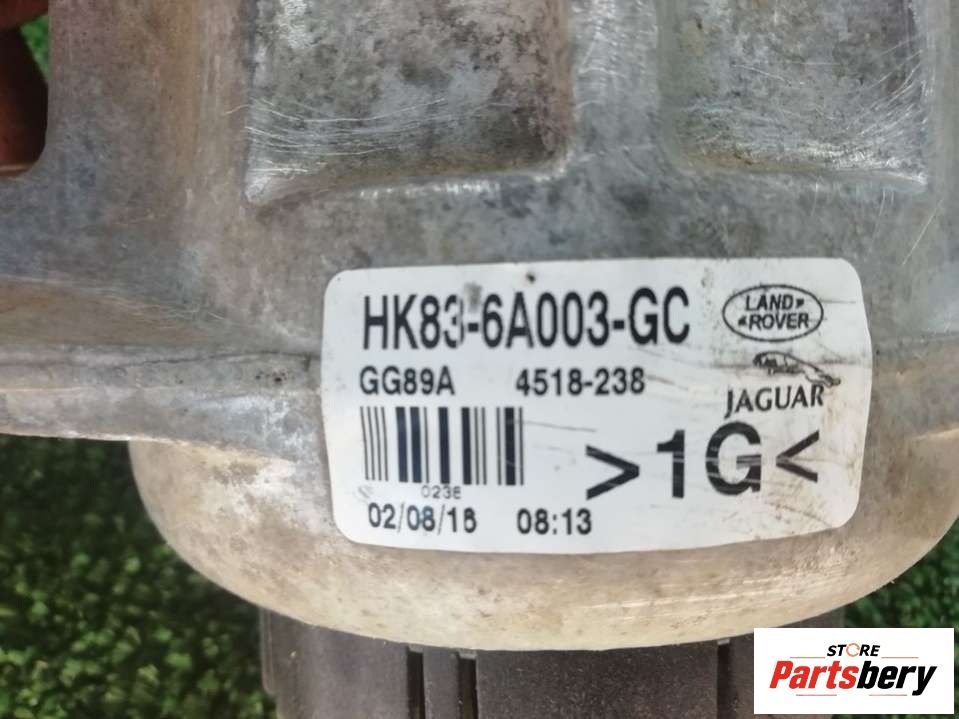 HK83-6A003-GC
LAND
ROVER
GG89A 4518-238
JAGUAR
>1G<
0238
02/08/16 08:13
STORE
Partsbery